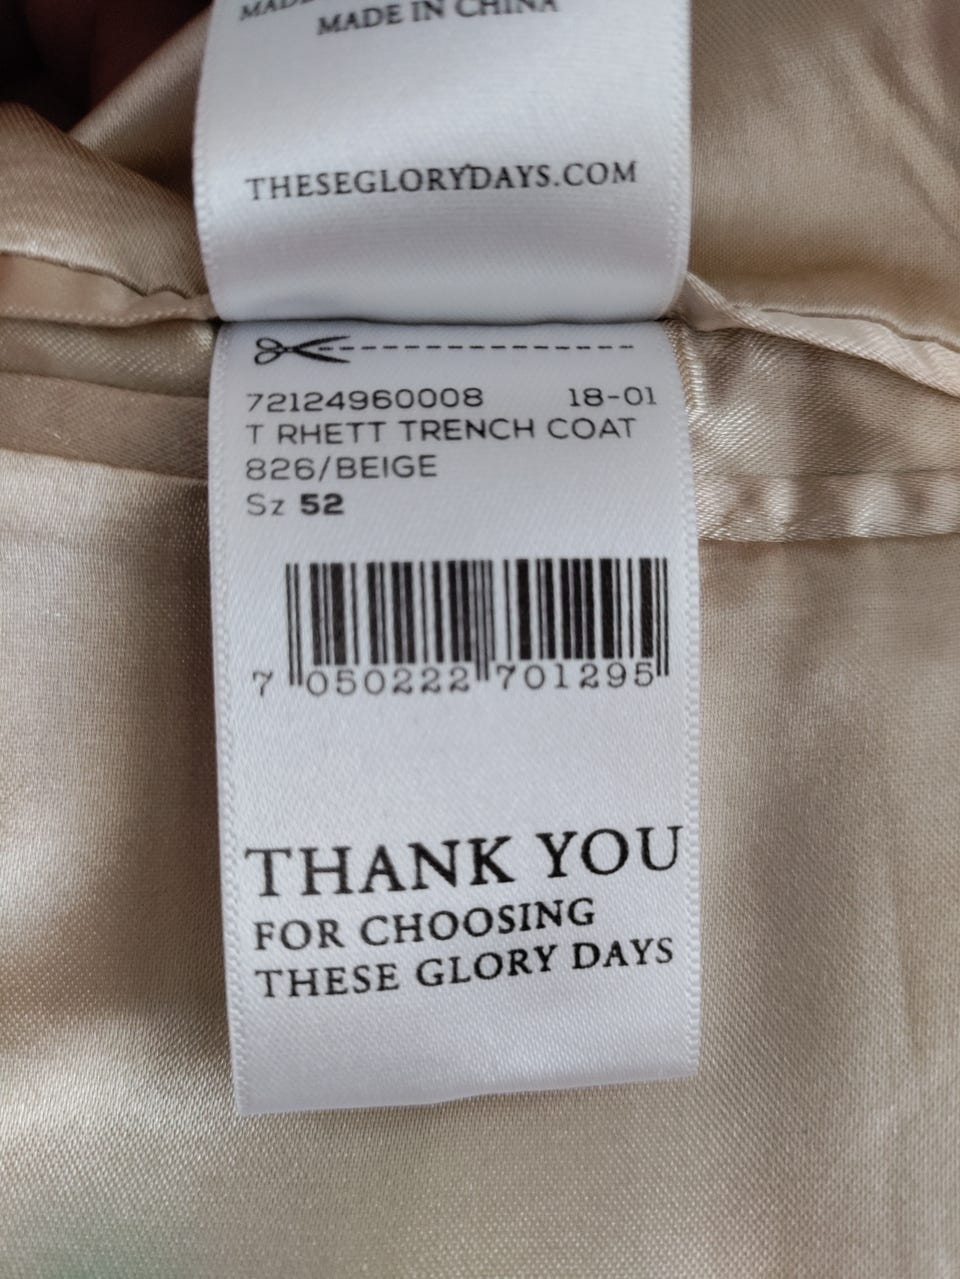 MADE IN CHINA
THESEGLORYDAYS.COM
72124960008 18-01
T RHETT TRENCH COAT
826/BEIGE
Sz 52
7 050222 701295
THANK YOU
FOR CHOOSING
THESE GLORY DAYS